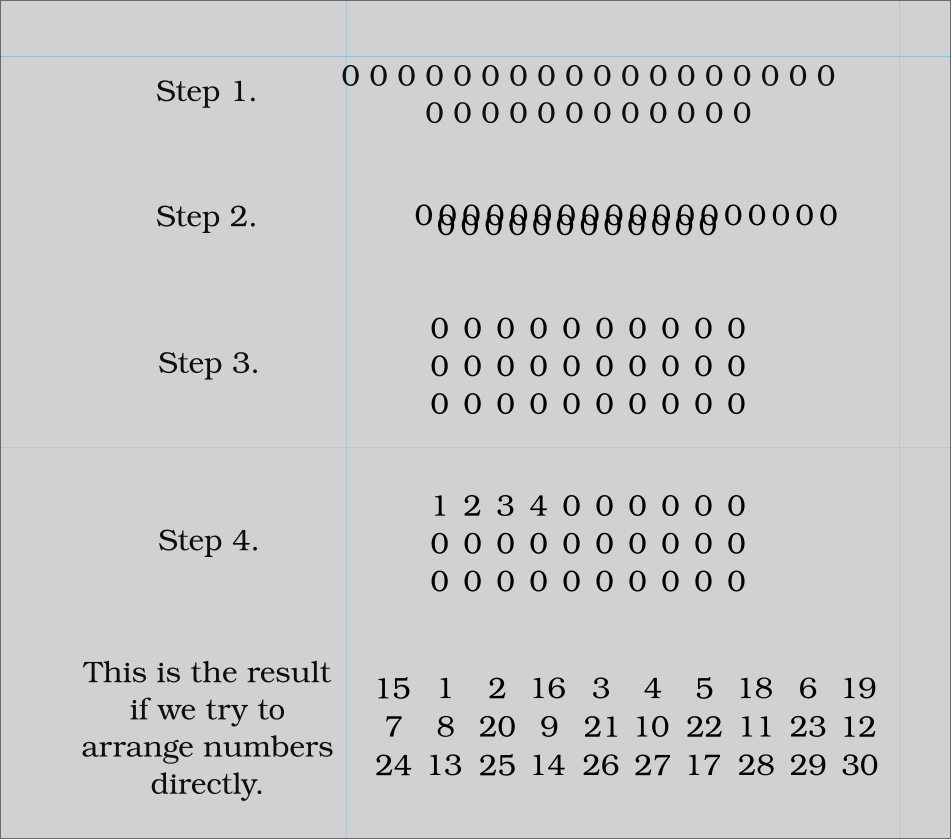 Step 1.
0 0 0 0 0 0 0 0 0 0 0 0 0 0 0 0 0 0
0 0 0 0 0 0 0 0 0 0 0 0
Step 2.
0 0 0 0 0 0 0 0 0 0 0 0 0 0 0 0 0 0
0 0 0 0 0 0 0 0 0 0 0 0
Step 3.
0 0 0 0 0 0 0 0 0 0
0 0 0 0 0 0 0 0 0 0
0 0 0 0 0 0 0 0 0 0
Step 4.
1 2 3 4 0 0 0 0 0 0
0 0 0 0 0 0 0 0 0 0
0 0 0 0 0 0 0 0 0 0
This is the result
if we try to
arrange numbers
directly.
15 1 2 16 3 4 5 18 6 19
7 8 20 9 21 10 22 11 23 12
24 13 25 14 26 27 17 28 29 30